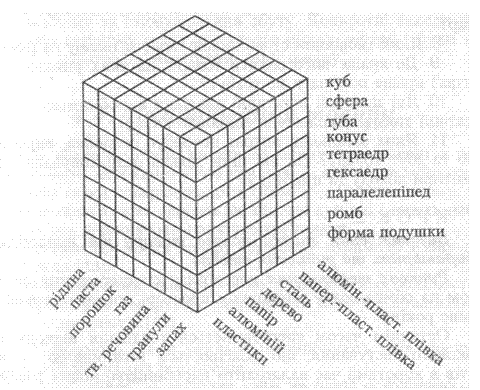 куб
сфера
туба
конус
тетраедр
гексаедр
паралелепіпед
ромб
форма подушки
рідина
паста
порошок
газ
тв. речовина
гранули
запах
алюмін.-пласт. плівка
папер.-пласт. плівка
сталь
дерево
папір
алюміній
пластики